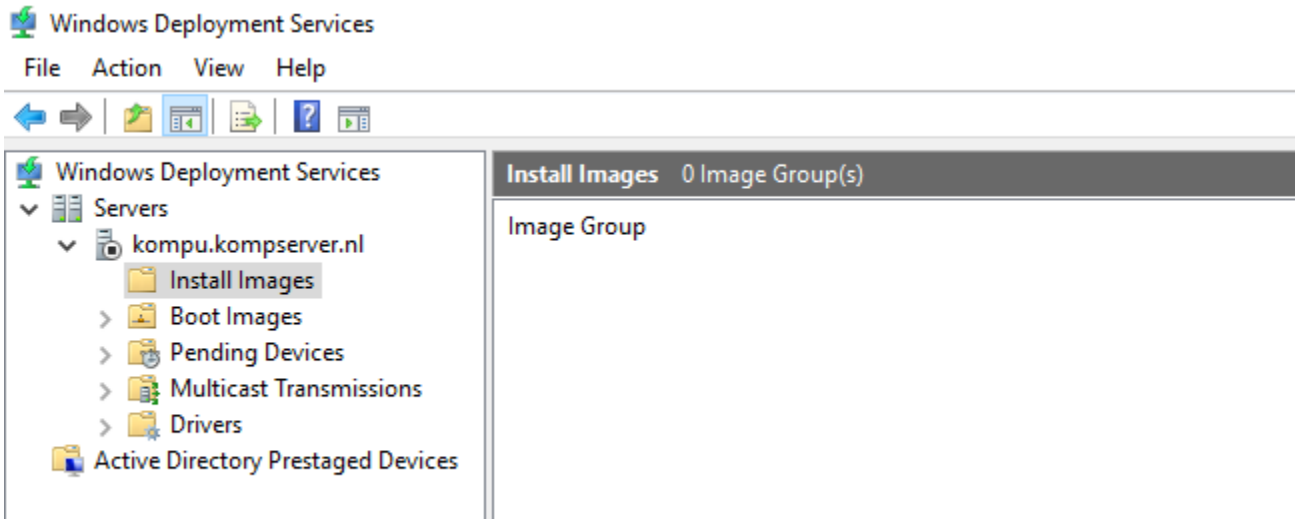 Windows Deployment Services
File Action View Help
Windows Deployment Services
Servers
kompu.kompserver.nl
Install Images
Boot Images
Pending Devices
Multicast Transmissions
Drivers
Active Directory Prestaged Devices
Install Images 0 Image Group(s)
Image Group